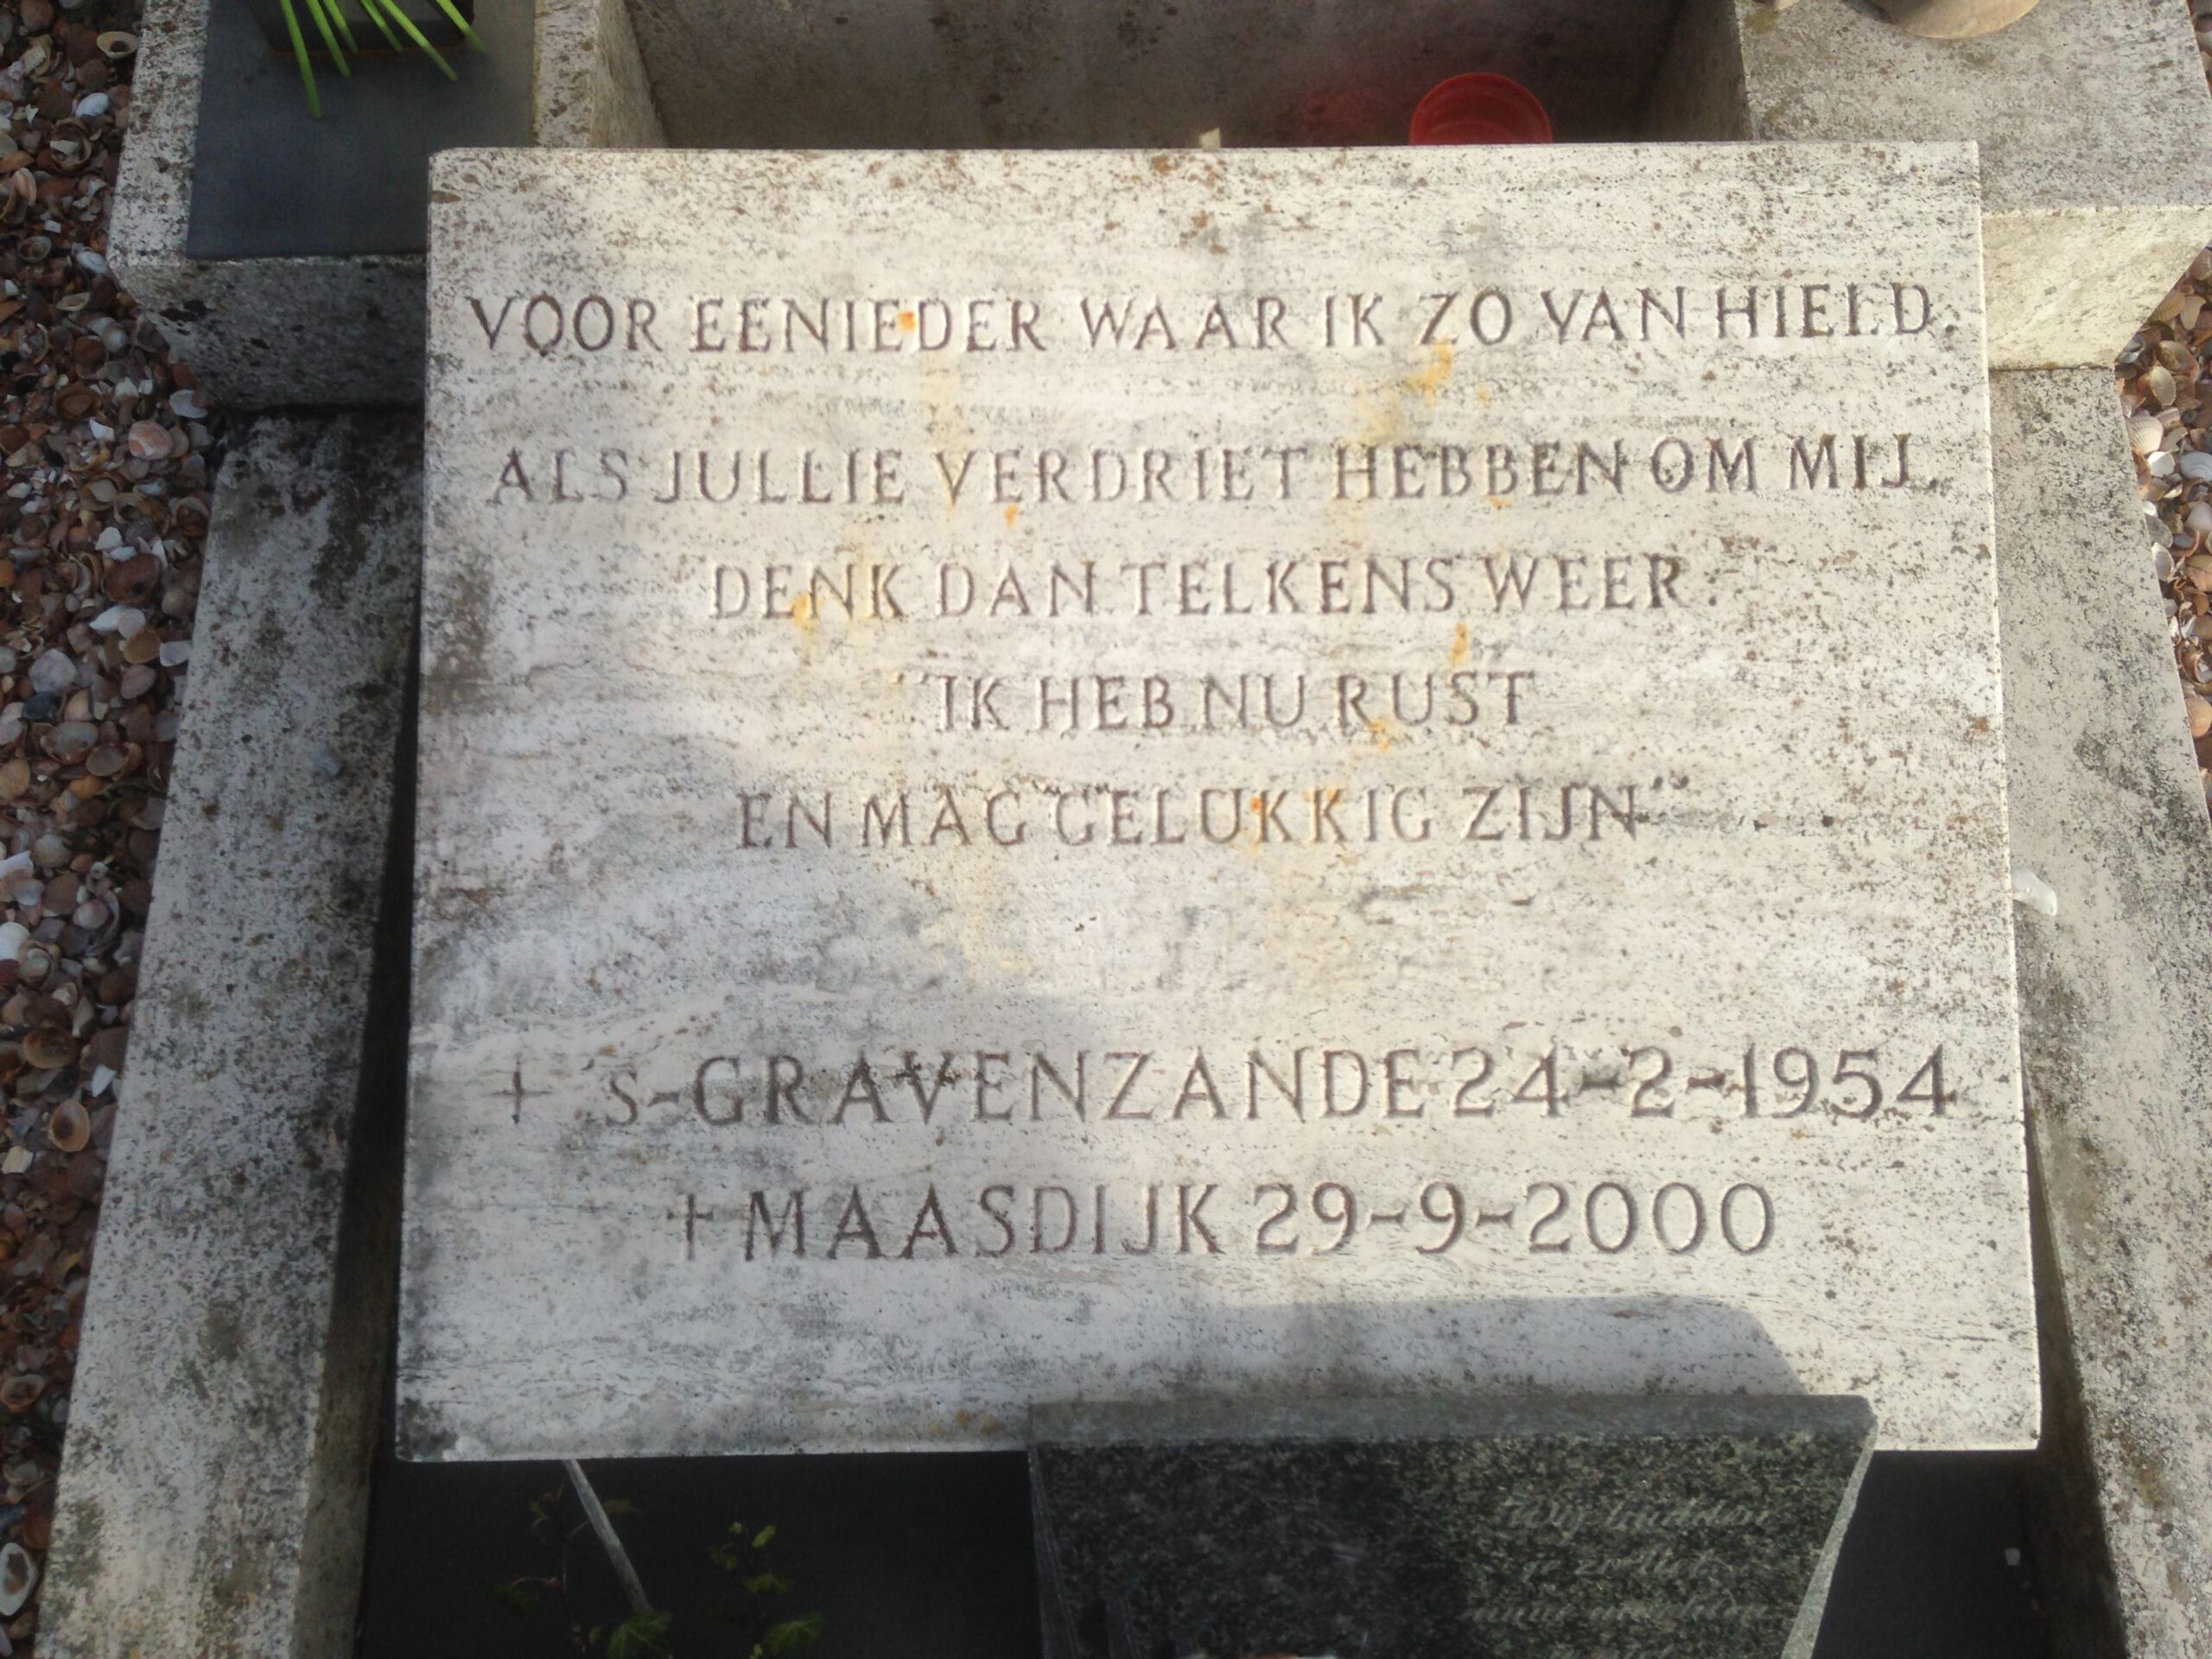 VOOR EENIEDER WAAR IK ZO VAN HIELD.
ALS JULLIE VERDRIET HEBBEN OM MIJ,
DENK DAN TELKENS WEER:
"IK HEB NU RUST
EN MAG "GELUKKIG ZIJN"
+ 's-GRAVENZANDE 24-2-1954
+ MAASDIJK 29-9-2000